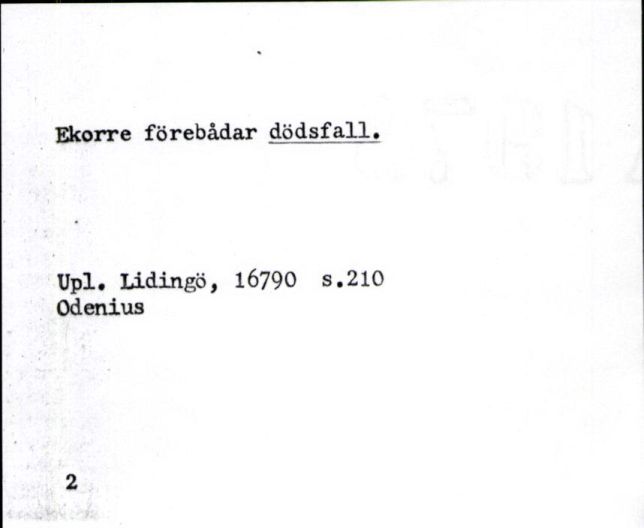 Ekorre förebådar dödsfall.
Upl. Lidingö, 16790 s.210
Odenius
2